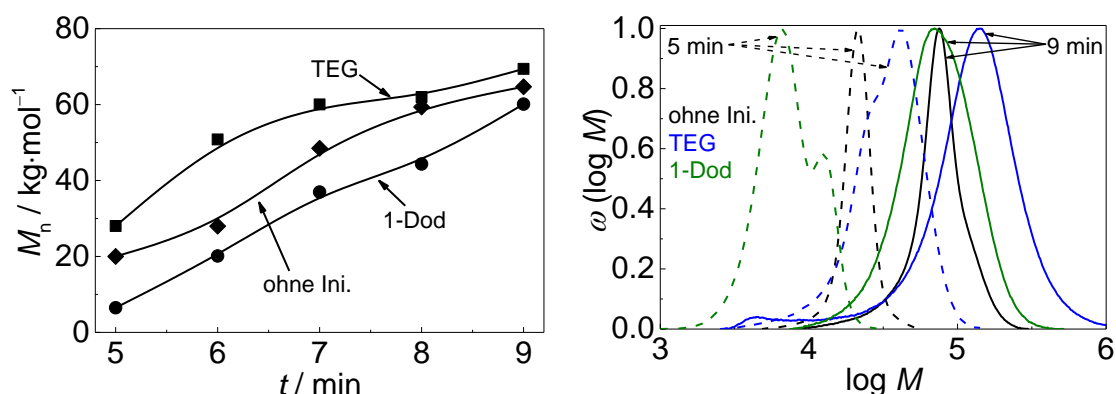 80
60
40
20
0
M_n / kg·mol⁻¹
TEG
1-Dod
ohne Ini.
5 6 7 8 9
t / min
1.0
0.8
0.6
0.4
0.2
0.0
ω (log M)
5 min
9 min
ohne Ini.
TEG
1-Dod
3 4 5 6
log M